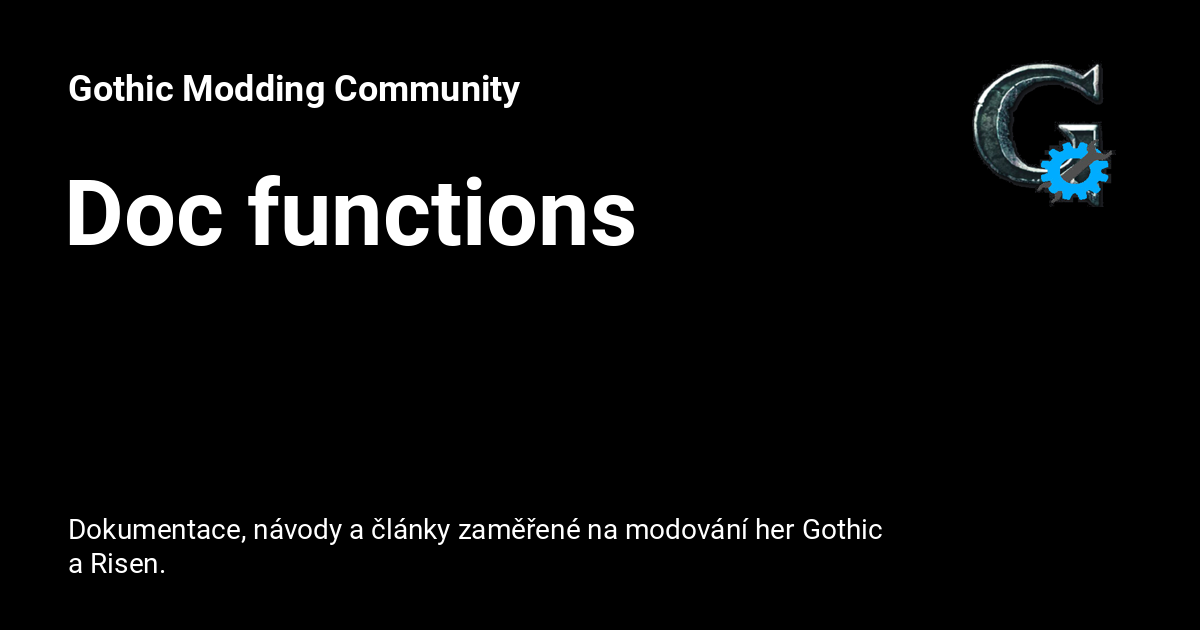 Gothic Modding Community
Doc functions
Dokumentace, návody a články zaměřené na modování her Gothic
a Risen.